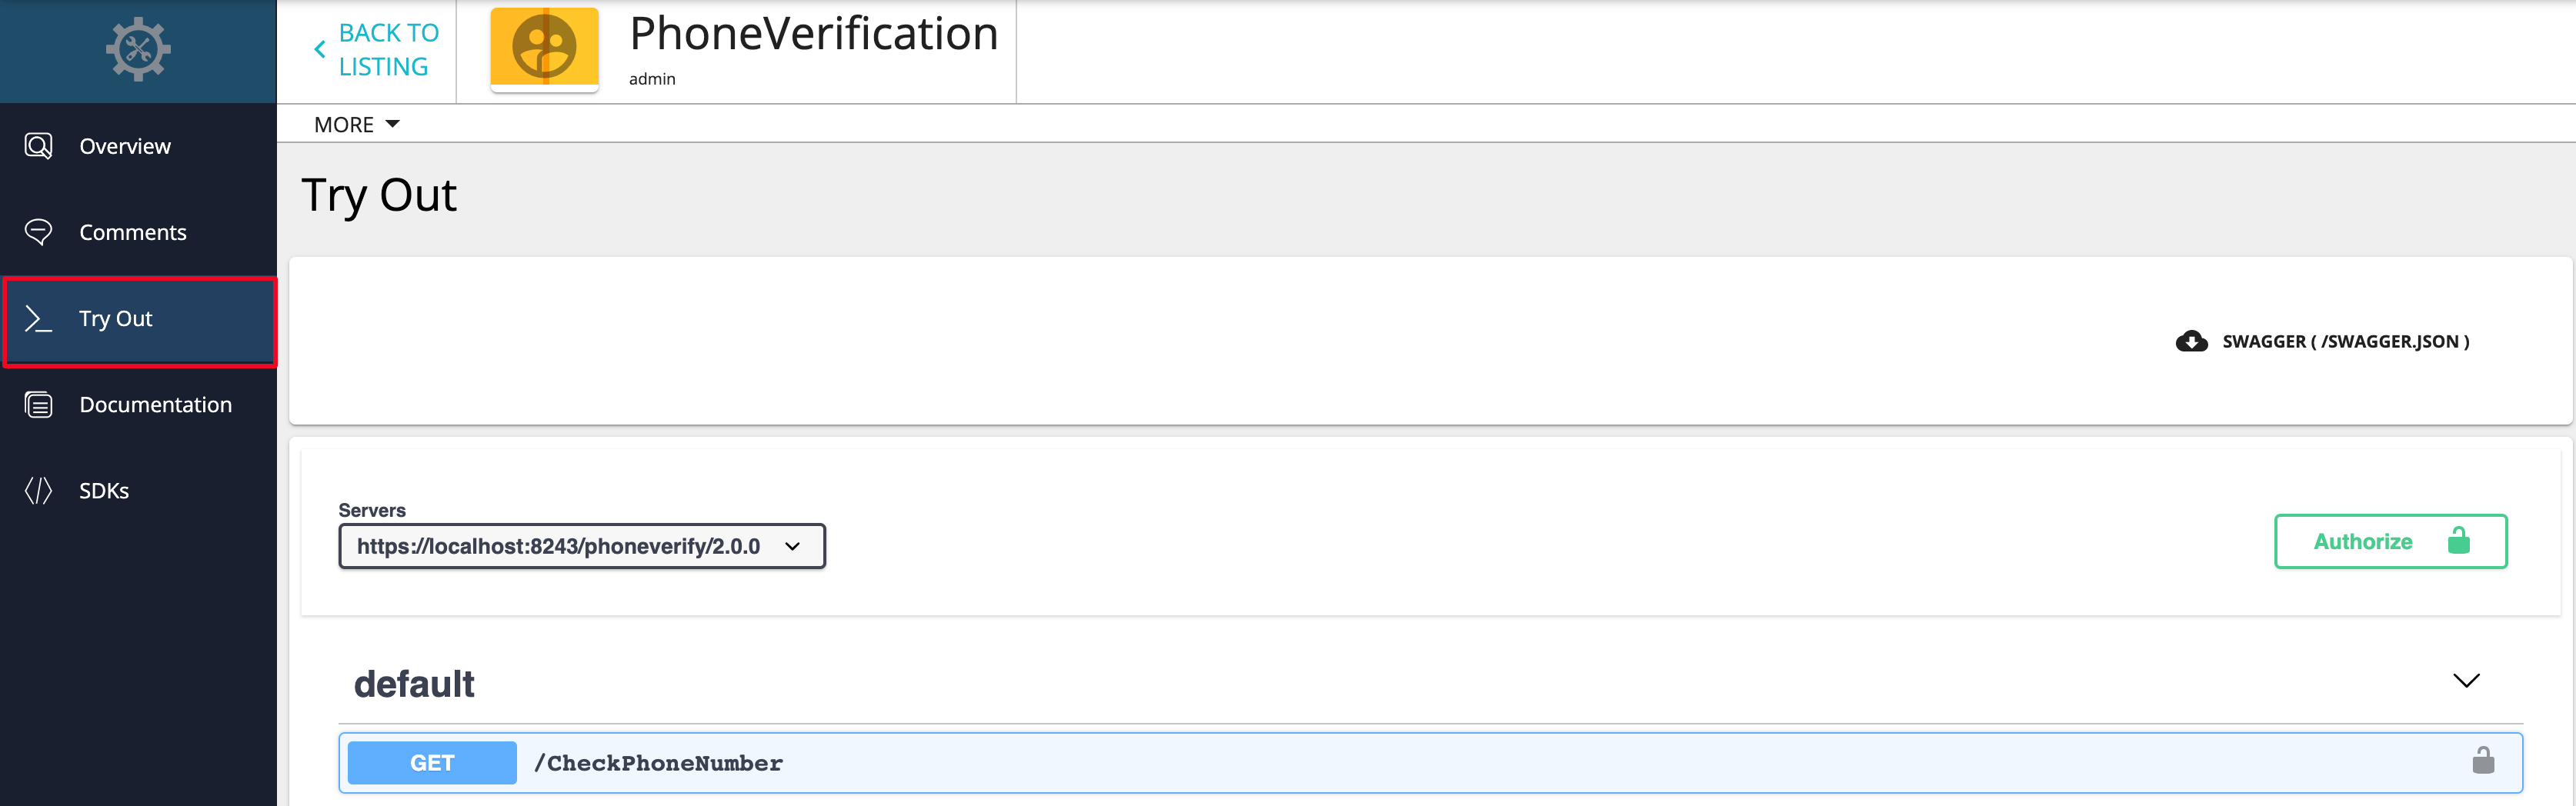 BACK TO
LISTING
PhoneVerification
admin
MORE
Overview
Comments
Try Out
Documentation
SDKs
Try Out
SWAGGER ( /SWAGGER.JSON )
Servers
https://localhost:8243/phoneverify/2.0.0
Authorize
default
GET /CheckPhoneNumber